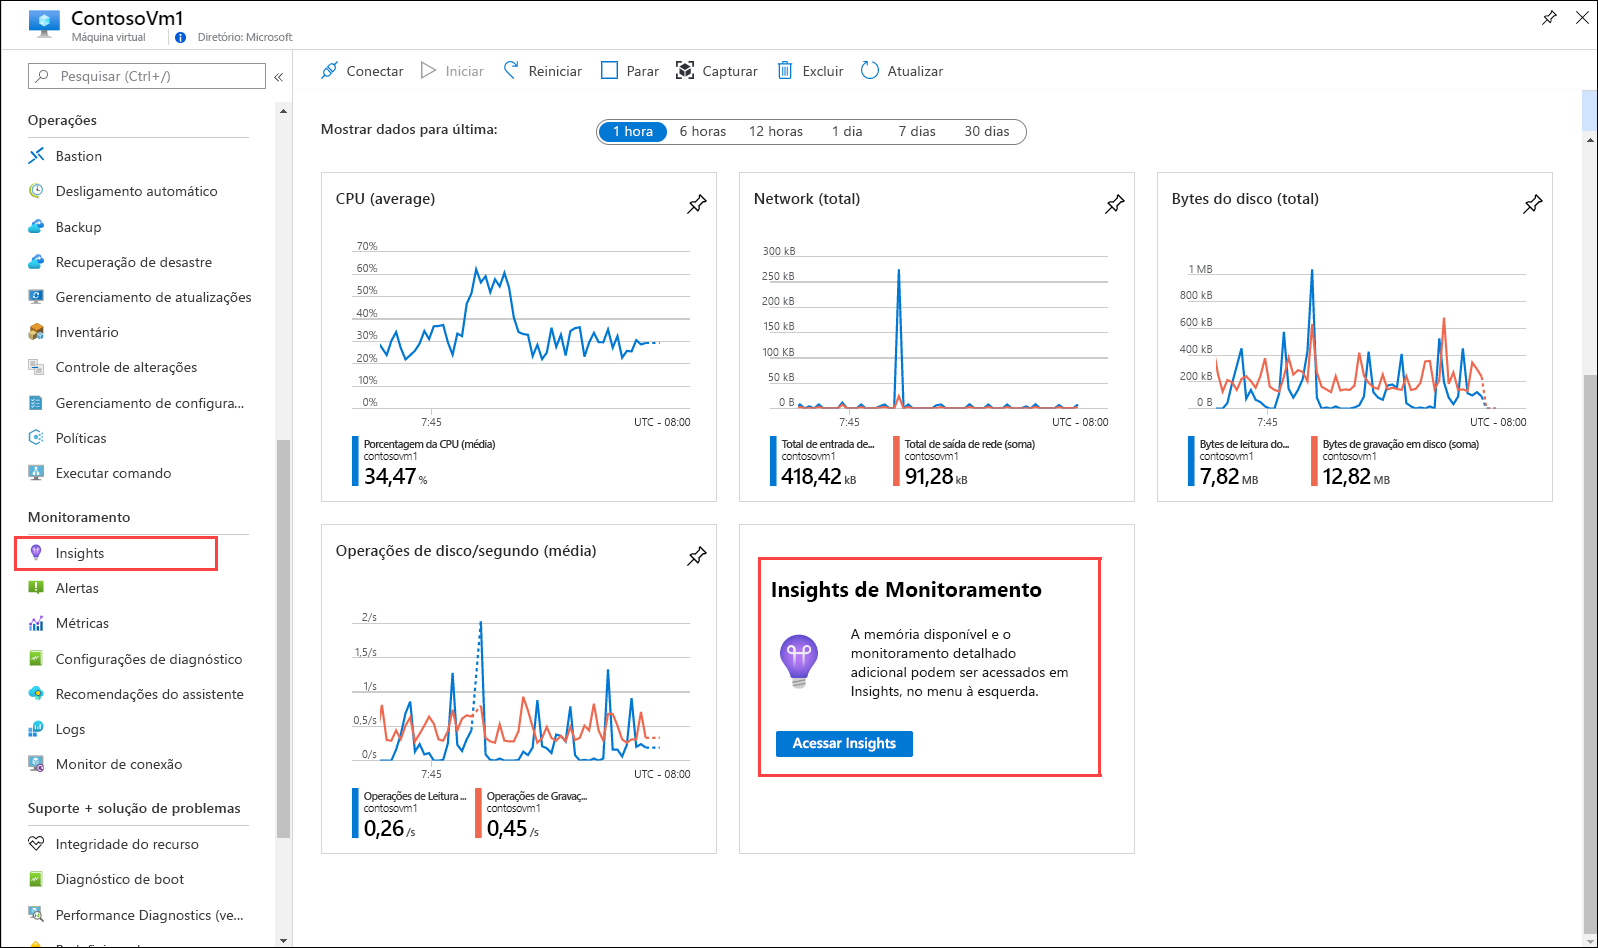 ContosoVm1
Máquina virtual
Diretório: Microsoft
Pesquisar (Ctrl+/)
«
Operações
Bastion
Desligamento automático
Backup
Recuperação de desastre
Gerenciamento de atualizações
Inventário
Controle de alterações
Gerenciamento de configura...
Políticas
Executar comando
Monitoramento
Insights
Alertas
Métricas
Configurações de diagnóstico
Recomendações do assistente
Logs
Monitor de conexão
Suporte + solução de problemas
Integridade do recurso
Diagnóstico de boot
Performance Diagnostics (ve...
Conectar
Iniciar
Reiniciar
Parar
Capturar
Excluir
Atualizar
Mostrar dados para última:
1 hora
6 horas
12 horas
1 dia
7 dias
30 dias
CPU (average)
70%
60%
50%
40%
30%
20%
10%
0%
7:45
UTC - 08:00
Porcentagem da CPU (média)
contosovm1
34,47 %
Network (total)
300 kB
250 kB
200 kB
150 kB
100 kB
50 kB
0 B
7:45
UTC - 08:00
Total de entrada de...
contosovm1
418,42 kB
Total de saída de rede (soma)
contosovm1
91,28 kB
Bytes do disco (total)
1 MB
800 kB
600 kB
400 kB
200 kB
0 B
7:45
UTC - 08:00
Bytes de leitura do...
contosovm1
7,82 MB
Bytes de gravação em disco (soma)
contosovm1
12,82 MB
Operações de disco/segundo (média)
2/s
1,5/s
1/s
0,5/s
0/s
7:45
UTC - 08:00
Operações de Leitura ...
contosovm1
0,26 /s
Operações de Gravaç...
contosovm1
0,45 /s
Insights de Monitoramento
A memória disponível e o
monitoramento detalhado
adicional podem ser acessados em
Insights, no menu à esquerda.
Acessar Insights